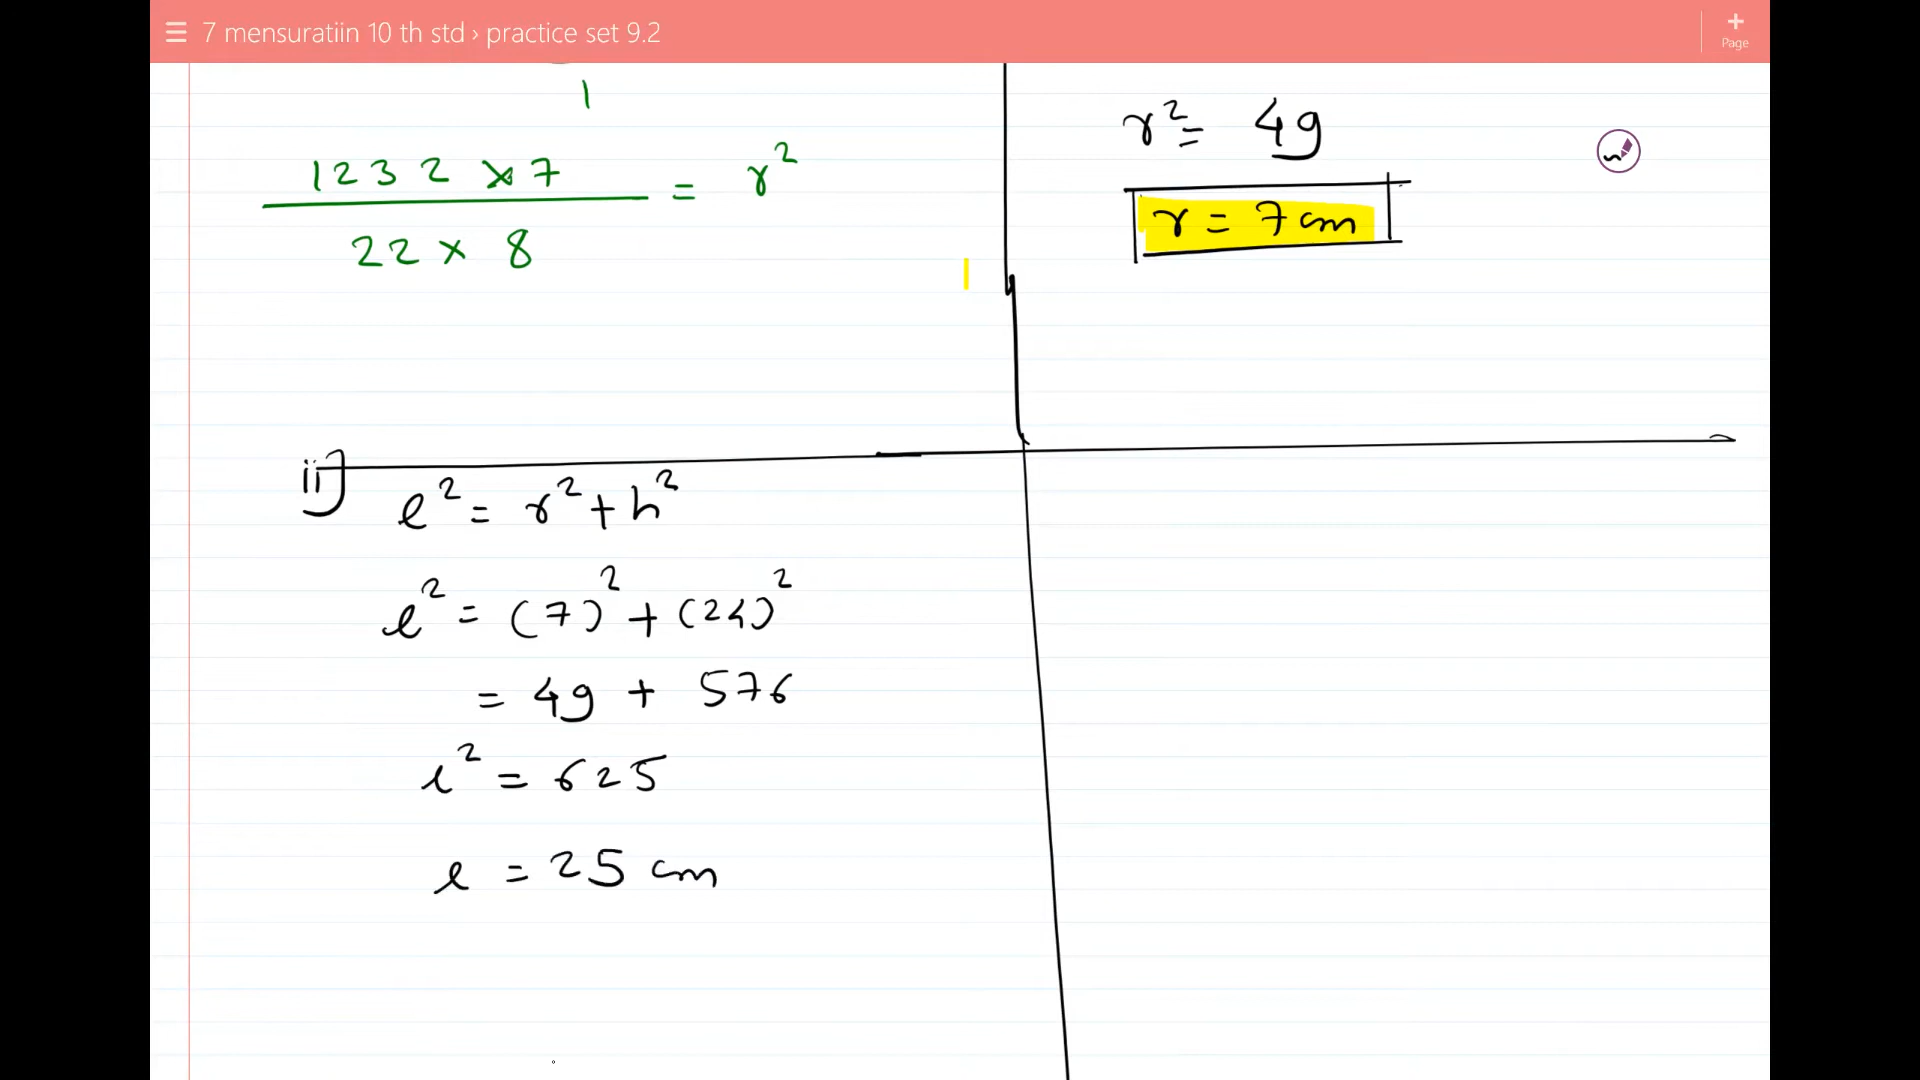 7 mensuratiin 10 th std › practice set 9.2
Page
1
1232 × 7 / 22 × 8 = r²
r² = 49
r = 7 cm
ii) l² = r² + h²
l² = (7)² + (24)²
= 49 + 576
l² = 625
l = 25 cm